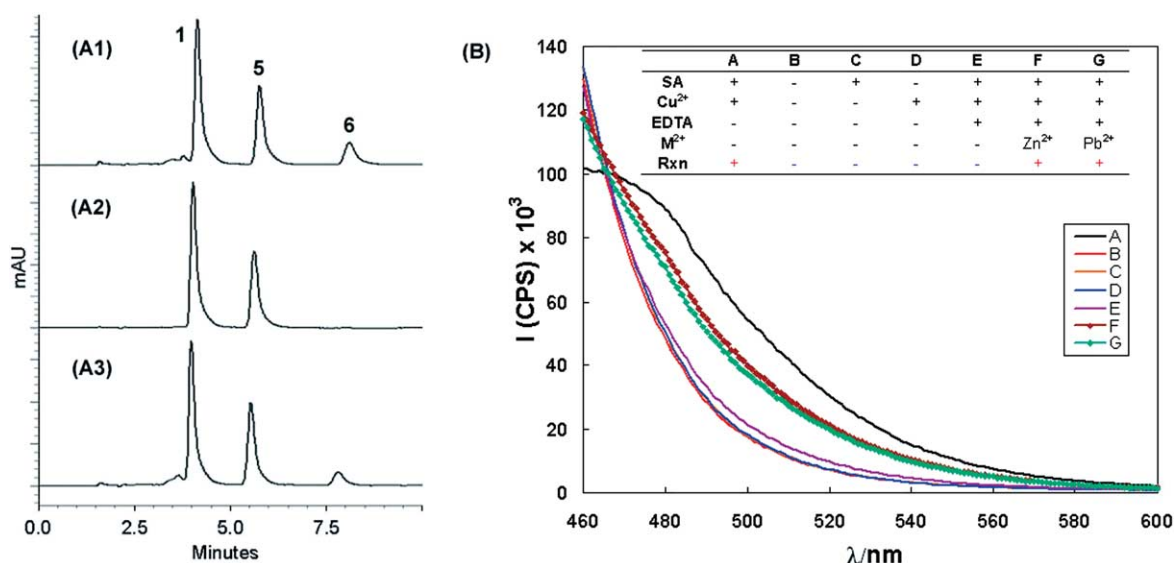 (A1)
1
5
6
(A2)
(A3)
mAU
0.0 2.5 5.0 7.5
Minutes
(B)
I (CPS) x 10³
140
120
100
80
60
40
20
0
460 480 500 520 540 560 580 600
λ/nm
A B C D E F G
SA + - + - + + +
Cu²⁺ + - - + + + +
EDTA - - - - + + +
M²⁺ - - - - - Zn²⁺ Pb²⁺
Rxn + - - - - + +
A
B
C
D
E
F
G